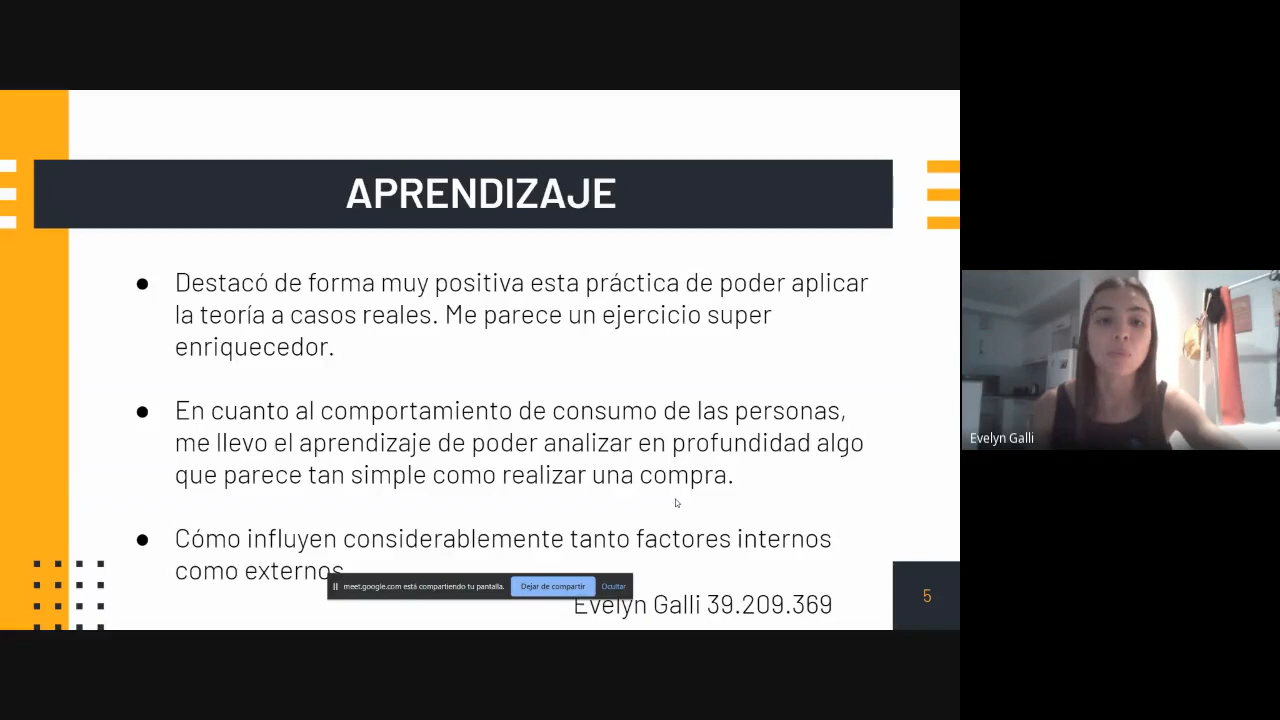 APRENDIZAJE
● Destacó de forma muy positiva esta práctica de poder aplicar
la teoría a casos reales. Me parece un ejercicio super
enriquecedor.
● En cuanto al comportamiento de consumo de las personas,
me llevo el aprendizaje de poder analizar en profundidad algo
que parece tan simple como realizar una compra.
● Cómo influyen considerablemente tanto factores internos
como externos
meet.google.com está compartiendo tu pantalla. Dejar de compartir Ocultar
Evelyn Galli 39.209.369
5
Evelyn Galli